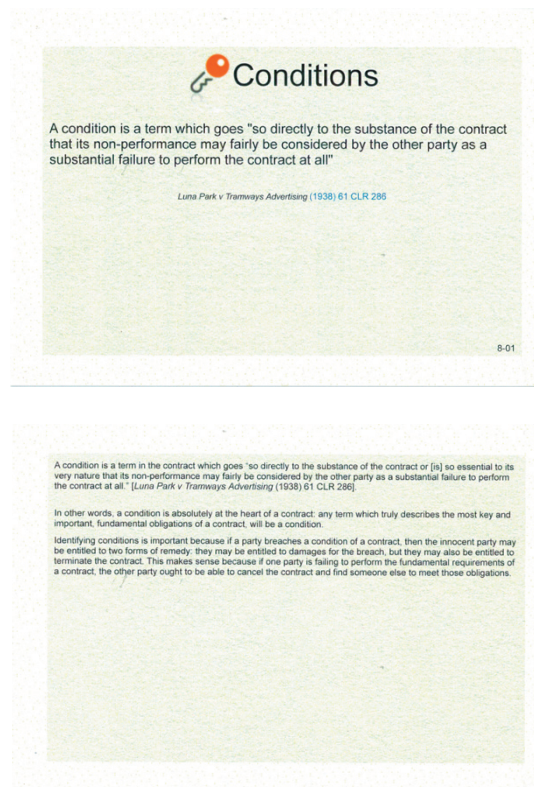 Conditions
A condition is a term which goes "so directly to the substance of the contract
that its non-performance may fairly be considered by the other party as a
substantial failure to perform the contract at all"
Luna Park v Tramways Advertising (1938) 61 CLR 286
8-01
A condition is a term in the contract which goes "so directly to the substance of the contract or [is] so essential to its
very nature that its non-performance may fairly be considered by the other party as a substantial failure to perform
the contract at all." [Luna Park v Tramways Advertising (1938) 61 CLR 286].
In other words, a condition is absolutely at the heart of a contract: any term which truly describes the most key and
important, fundamental obligations of a contract, will be a condition.
Identifying conditions is important because if a party breaches a condition of a contract, then the innocent party may
be entitled to two forms of remedy: they may be entitled to damages for the breach, but they may also be entitled to
terminate the contract. This makes sense because if one party is failing to perform the fundamental requirements of
a contract, the other party ought to be able to cancel the contract and find someone else to meet those obligations.